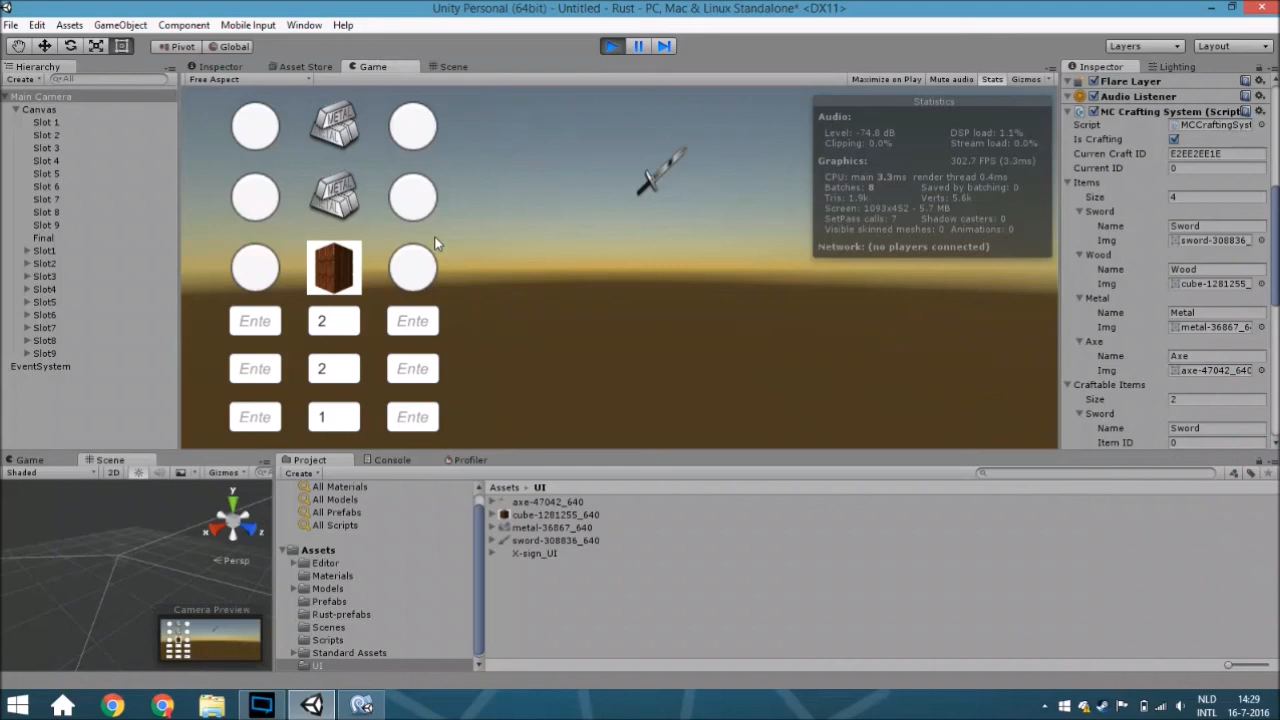 Unity Personal (64bit) - Untitled - Rust - PC, Mac & Linux Standalone* <DX11>
File Edit Assets GameObject Component Mobile Input Window Help
Pivot Global Layers Layout
Hierarchy Inspector Asset Store Game Scene Inspector Lighting
Create All Free Aspect Maximize on Play Mute audio Stats Gizmos
Main Camera
Canvas
Slot 1
Slot 2
Slot 3
Slot 4
Slot 5
Slot 6
Slot 7
Slot 8
Slot 9
Final
Slot1
Slot2
Slot3
Slot4
Slot5
Slot6
Slot7
Slot8
Slot9
EventSystem
METAL
METAL
Ente 2 Ente
Ente 2 Ente
Ente 1 Ente
Statistics
Audio:
Level: -74.8 dB DSP load: 1.1%
Clipping: 0.0% Stream load: 0.0%
Graphics: 302.7 FPS (3.3ms)
CPU: main 3.3ms render thread 0.4ms
Batches: 8 Saved by batching: 0
Tris: 1.9k Verts: 5.6k
Screen: 1093x452 - 5.7 MB
SetPass calls: 7 Shadow casters: 0
Visible skinned meshes: 0 Animations: 0
Network: (no players connected)
Flare Layer
Audio Listener
MC Crafting System (Script
Script MCCraftingSyst
Is Crafting
Curren Craft ID E2EE2EE1E
Current ID 0
Items
Size 4
Sword
Name Sword
Img sword-308836_
Wood
Name Wood
Img cube-1281255_
Metal
Name Metal
Img metal-36867_6
Axe
Name Axe
Img axe-47042_640
Craftable Items
Size 2
Sword
Name Sword
Item ID 0
Game Scene
Shaded 2D Gizmos
y
x
z
Persp
Camera Preview
Project Console Profiler
Create
All Materials
All Models
All Prefabs
All Scripts
Assets
Editor
Materials
Models
Prefabs
Rust-prefabs
Scenes
Scripts
Standard Assets
UI
Assets UI
axe-47042_640
cube-1281255_640
metal-36867_640
sword-308836_640
X-sign_UI
NLD 14:29
INTL 16-7-2016